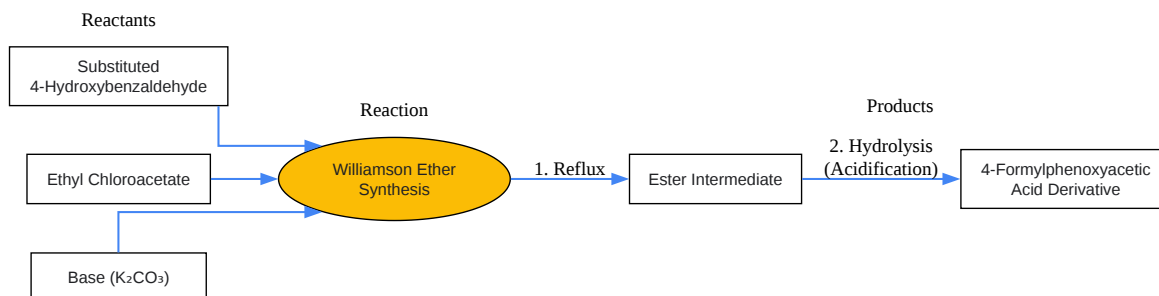 Reactants
Substituted
4-Hydroxybenzaldehyde
Reaction
Products
Ethyl Chloroacetate
Williamson Ether
Synthesis
1. Reflux
Ester Intermediate
2. Hydrolysis
(Acidification)
4-Formylphenoxyacetic
Acid Derivative
Base (K₂CO₃)